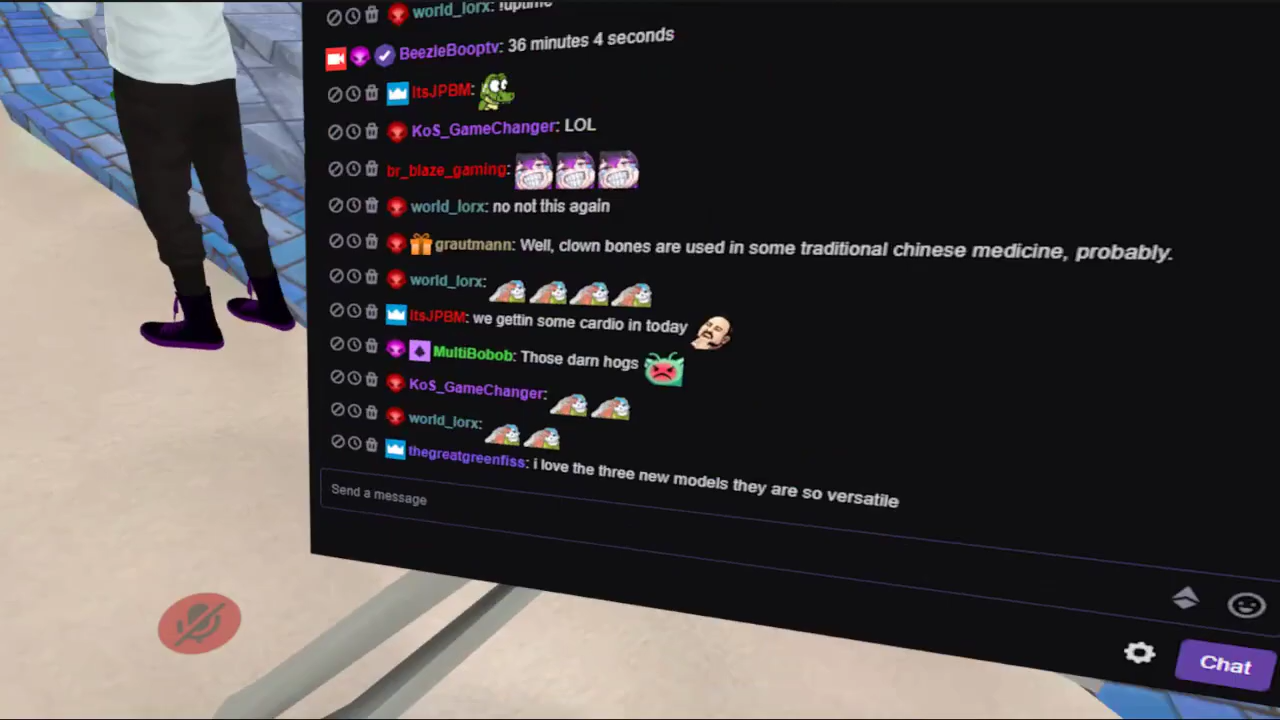 world_lorx: !uptime
BeezleBooptv: 36 minutes 4 seconds
ItsJPBM:
KoS_GameChanger: LOL
br_blaze_gaming:
world_lorx: no not this again
grautmann: Well, clown bones are used in some traditional chinese medicine, probably.
world_lorx:
ItsJPBM: we gettin some cardio in today
MultiBobob: Those darn hogs
KoS_GameChanger:
world_lorx:
thegreatgreenfiss: i love the three new models they are so versatile
Send a message
Chat